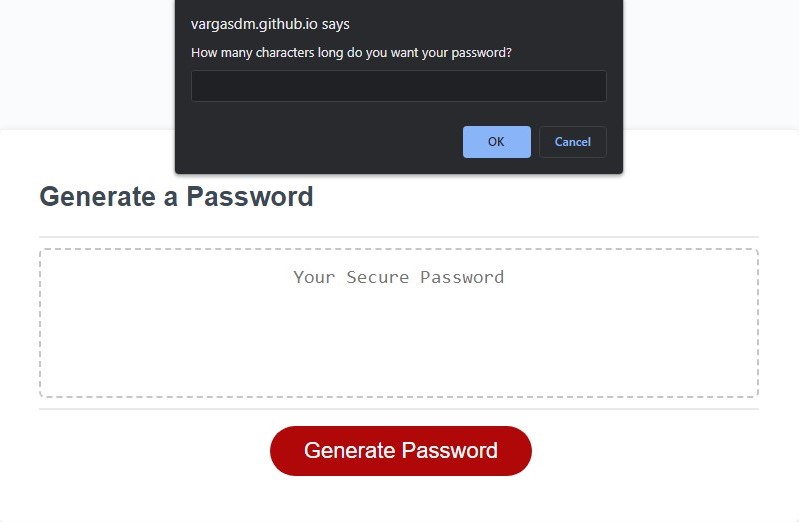 vargasdm.github.io says
How many characters long do you want your password?
OK
Cancel
Generate a Password
Your Secure Password
Generate Password